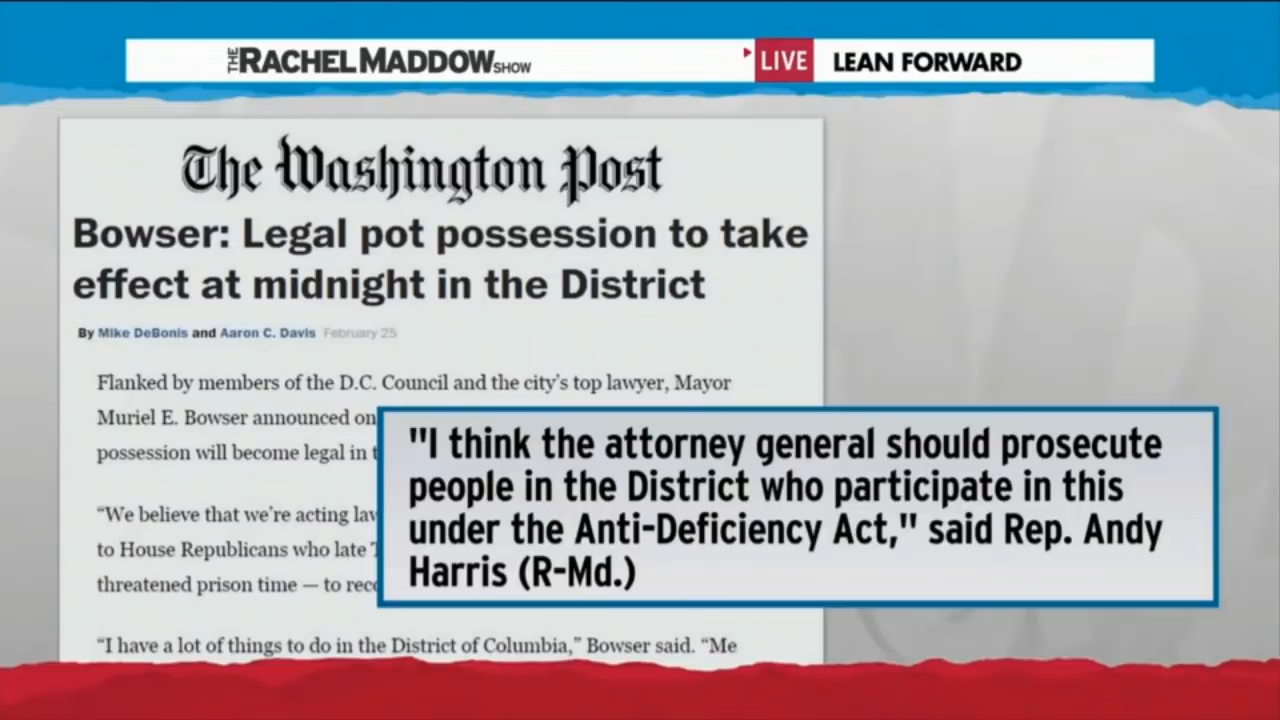 THE RACHEL MADDOW SHOW
LIVE LEAN FORWARD
The Washington Post
Bowser: Legal pot possession to take
effect at midnight in the District
By Mike DeBonis and Aaron C. Davis February 25
Flanked by members of the D.C. Council and the city's top lawyer, Mayor
Muriel E. Bowser announced on
possession will become legal in
“We believe that we're acting
to House Republicans who late
threatened prison time — to
"I think the attorney general should prosecute
people in the District who participate in this
under the Anti-Deficiency Act," said Rep. Andy
Harris (R-Md.)
“I have a lot of things to do in the District of Columbia,” Bowser said. “Me